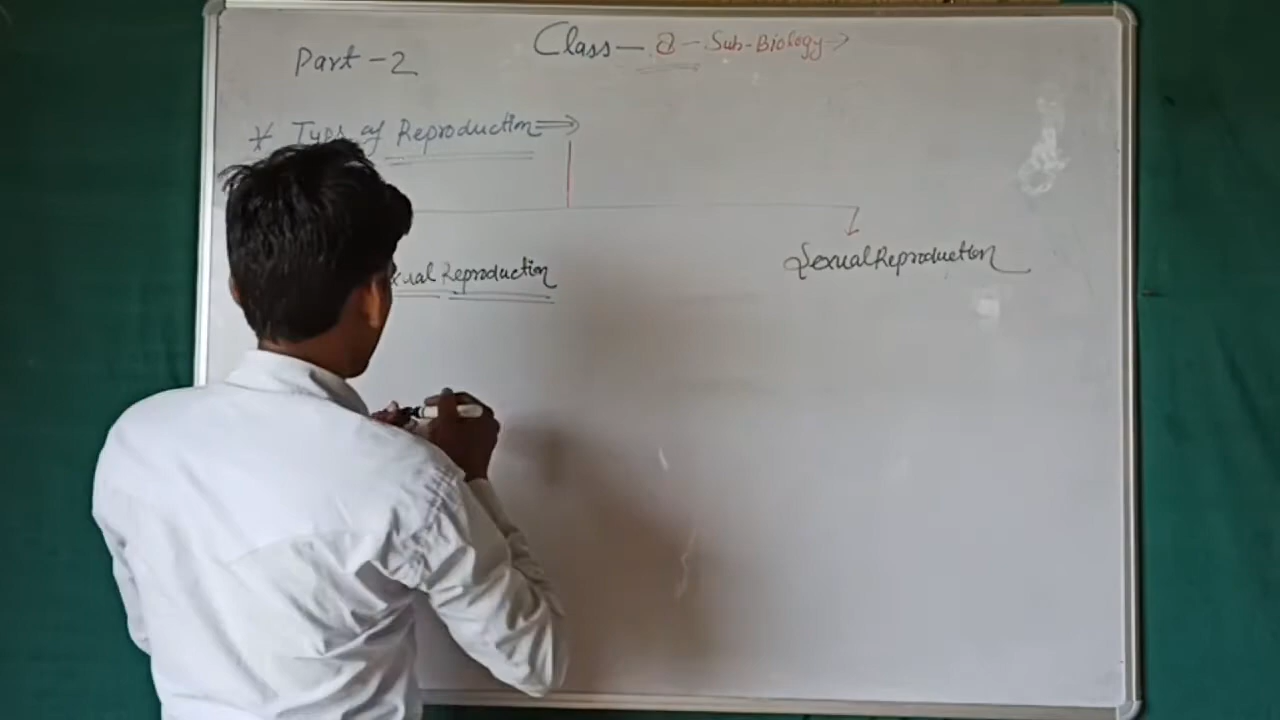 Part-2
Class- 8 - Sub-Biology→
* Types of Reproduction⇒
xual Reproduction
Sexual Reproduction